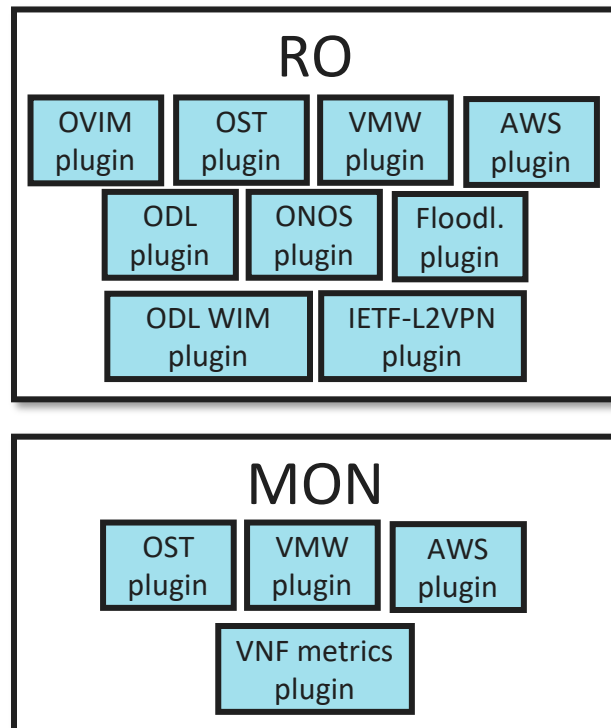 RO
OVIM
plugin
OST
plugin
VMW
plugin
AWS
plugin
ODL
plugin
ONOS
plugin
Floodl.
plugin
ODL WIM
plugin
IETF-L2VPN
plugin
MON
OST
plugin
VMW
plugin
AWS
plugin
VNF metrics
plugin